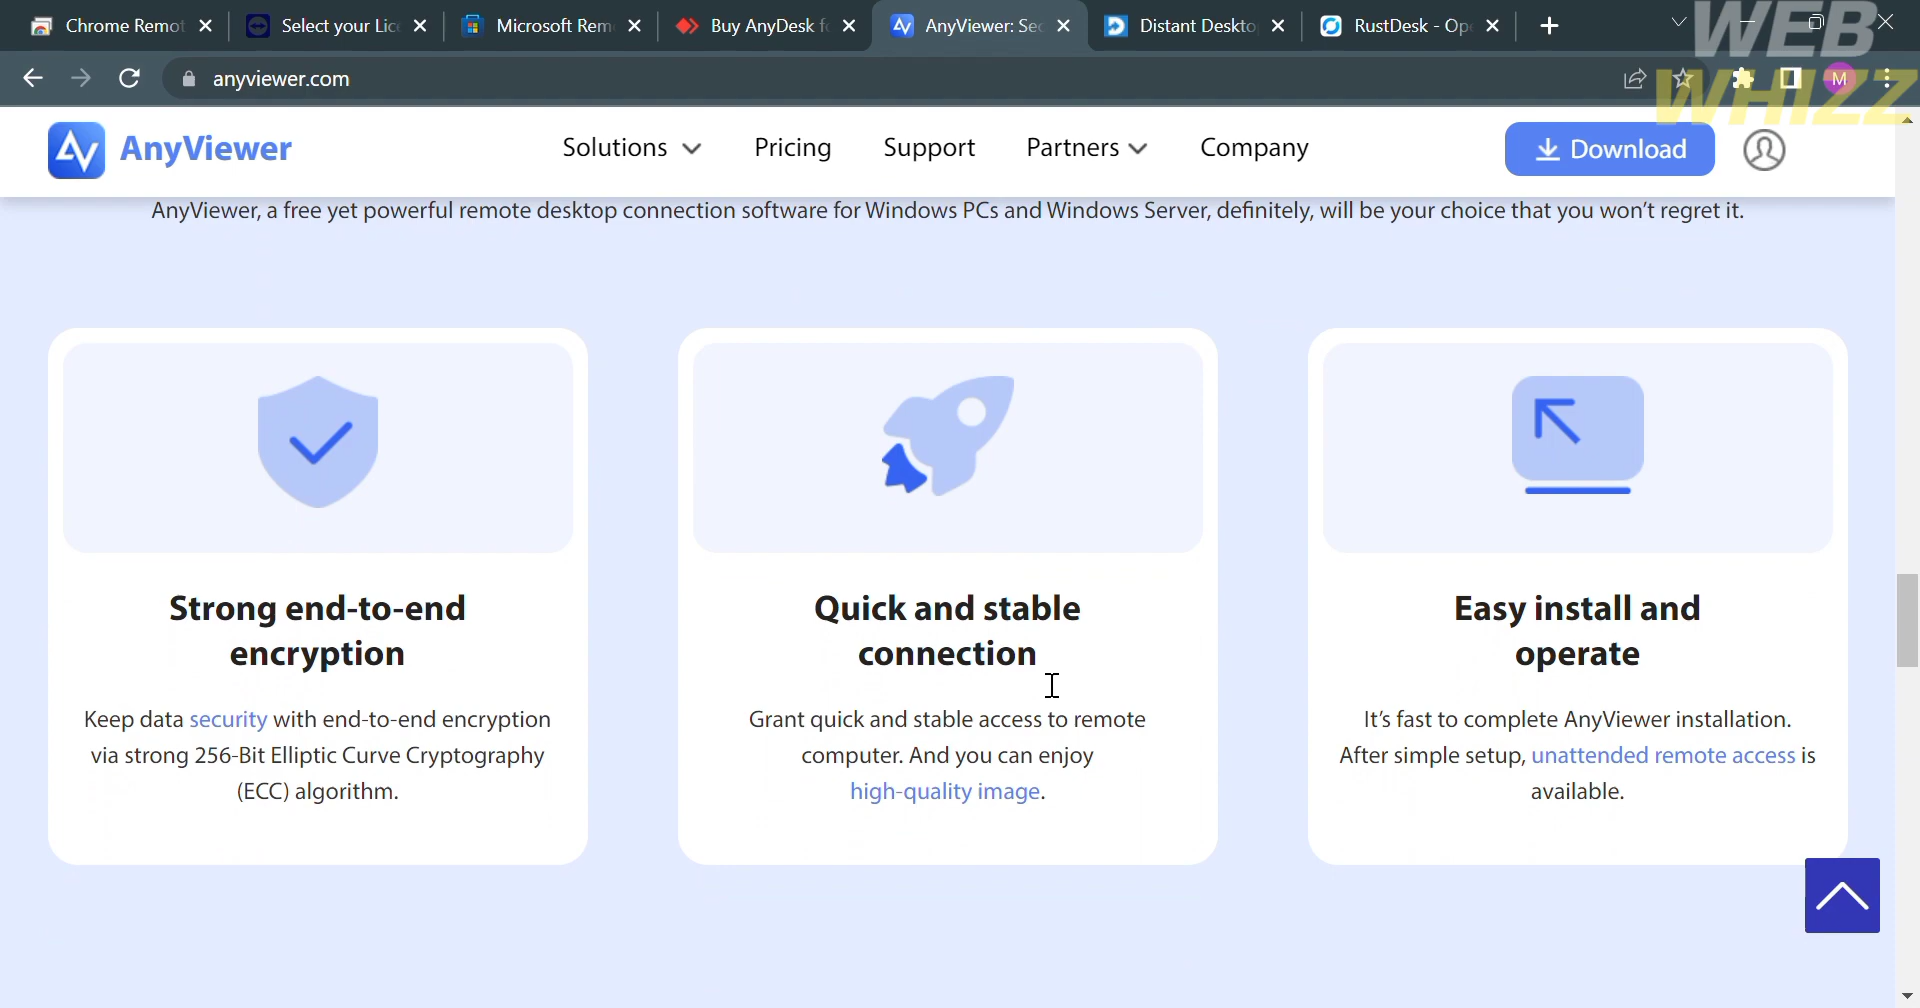 Chrome Remot
Select your Lic
Microsoft Rem
Buy AnyDesk f
AnyViewer: Sec
Distant Deskto
RustDesk - Op
WEB
WHIZZ
anyviewer.com
M
AnyViewer
Solutions
Pricing
Support
Partners
Company
Download
AnyViewer, a free yet powerful remote desktop connection software for Windows PCs and Windows Server, definitely, will be your choice that you won't regret it.
Strong end-to-end
encryption
Keep data security with end-to-end encryption
via strong 256-Bit Elliptic Curve Cryptography
(ECC) algorithm.
Quick and stable
connection
Grant quick and stable access to remote
computer. And you can enjoy
high-quality image.
Easy install and
operate
It's fast to complete AnyViewer installation.
After simple setup, unattended remote access is
available.